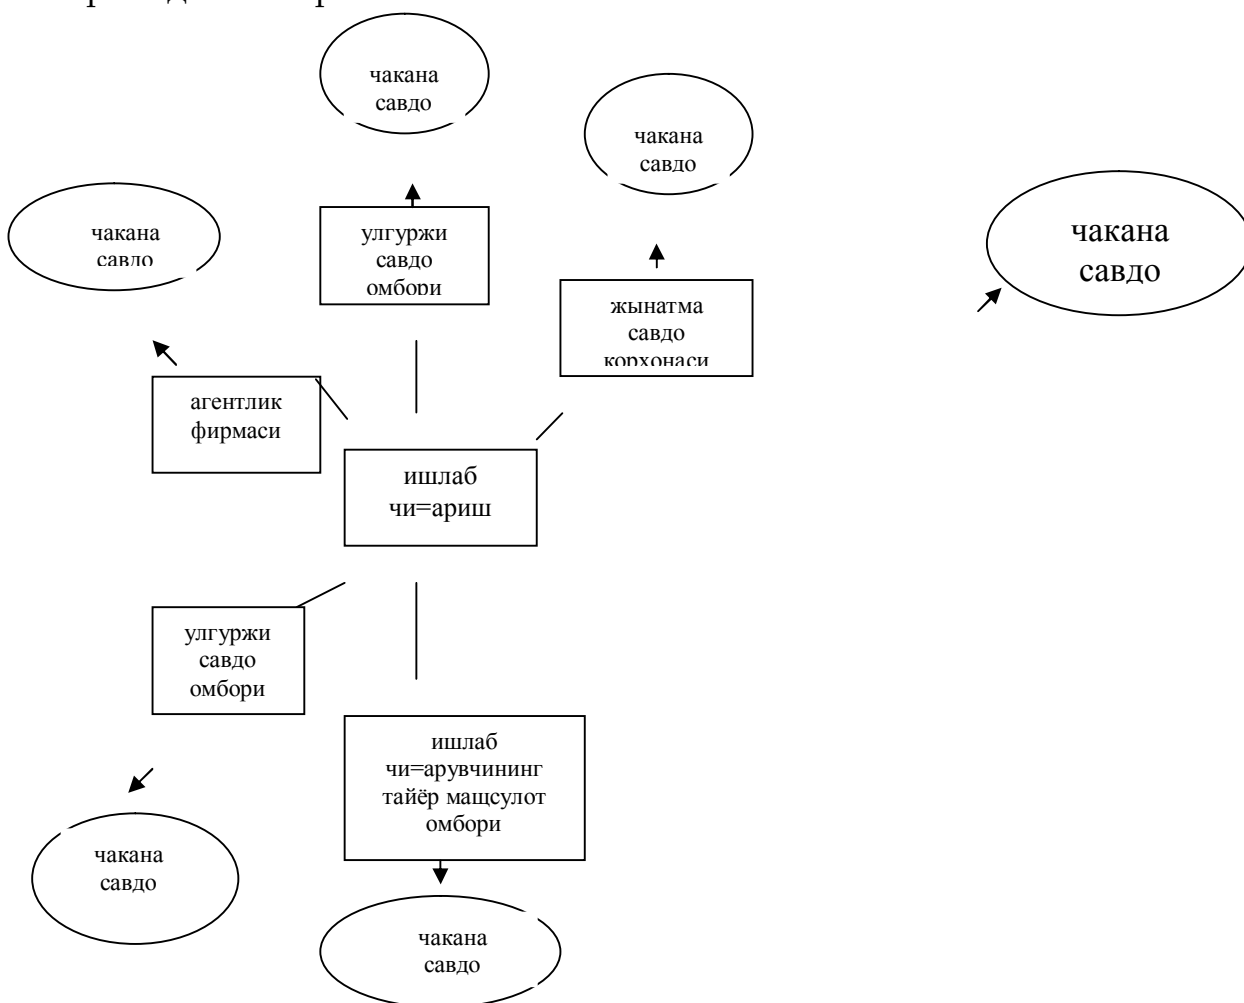 чакана
савдо
чакана
савдо
чакана
савдо
чакана
савдо
улгуржи
савдо
омбори
жынатма
савдо
корхонаси
агентлик
фирмаси
ишлаб
чи=ариш
улгуржи
савдо
омбори
ишлаб
чи=арувчининг
тайёр мащсулот
омбори
чакана
савдо
чакана
савдо